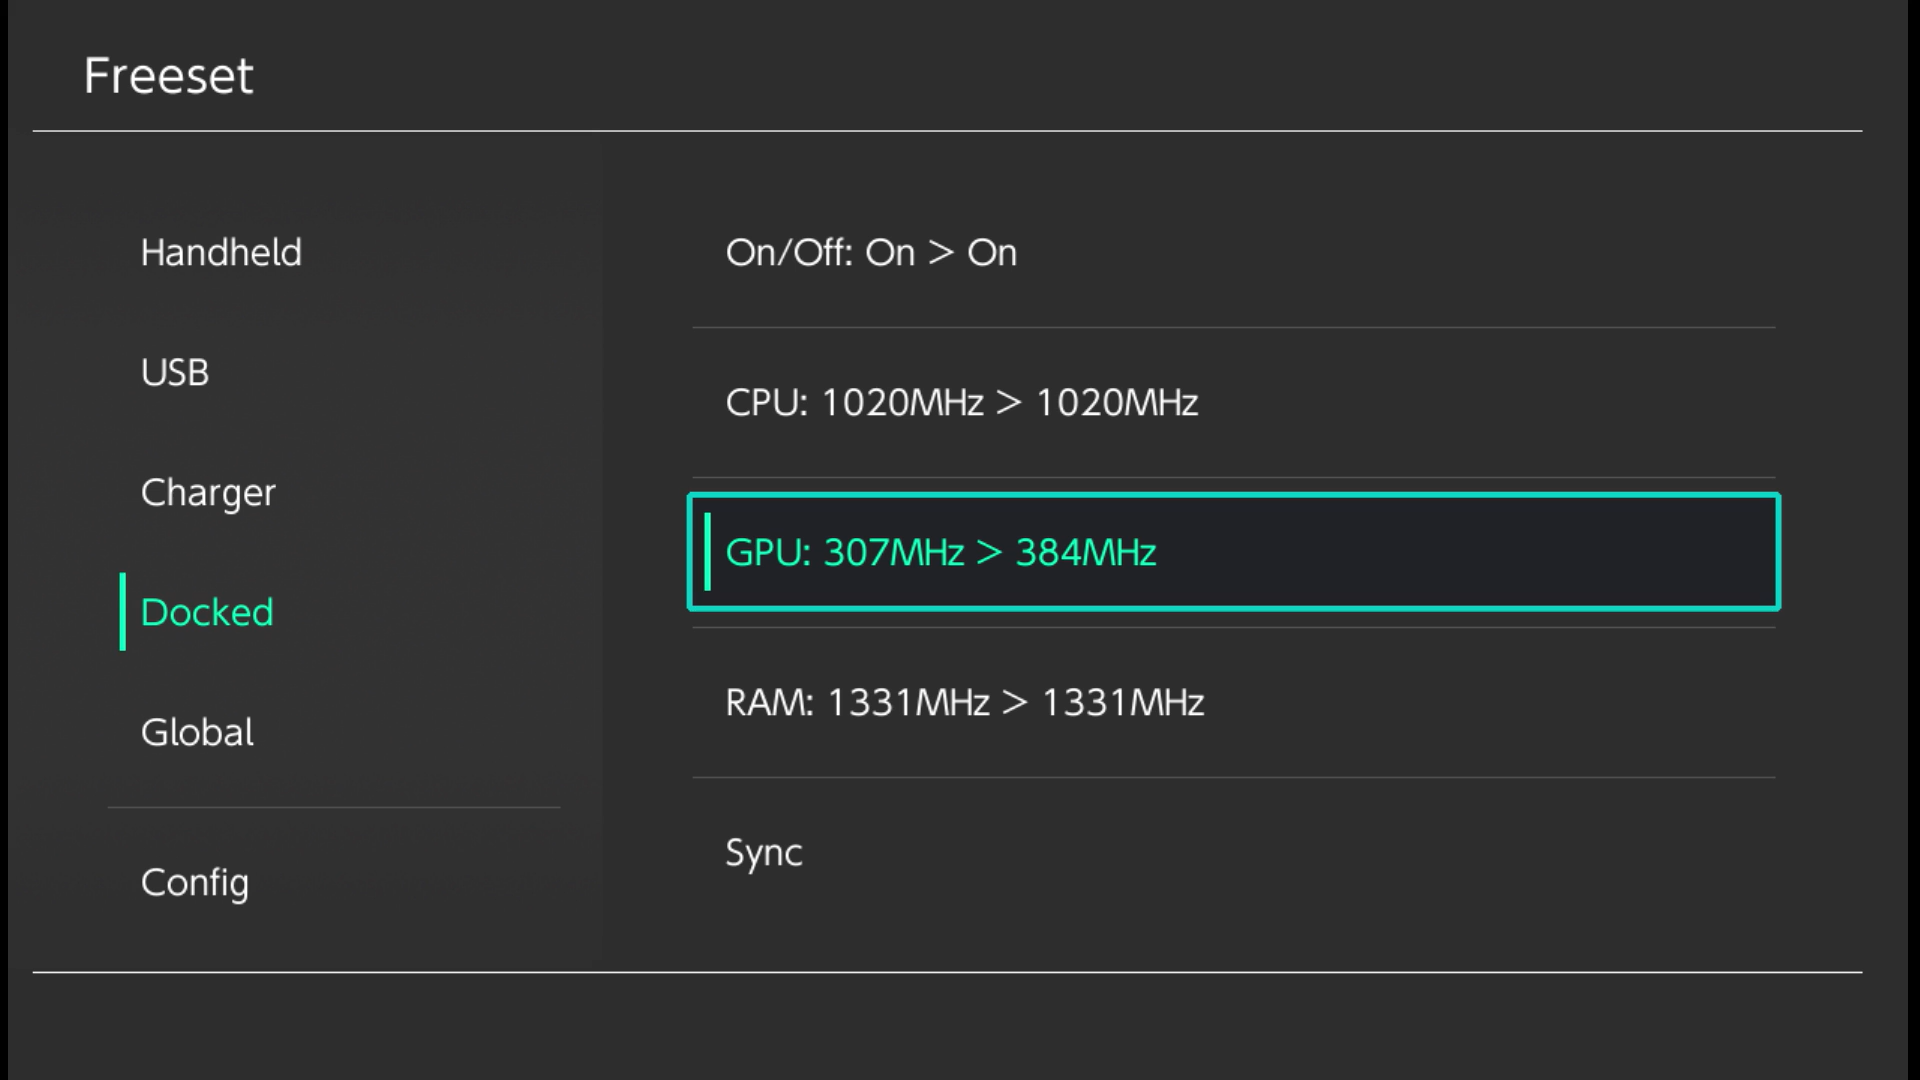 Freeset
Handheld
USB
Charger
Docked
Global
Config
On/Off: On > On
CPU: 1020MHz > 1020MHz
GPU: 307MHz > 384MHz
RAM: 1331MHz > 1331MHz
Sync